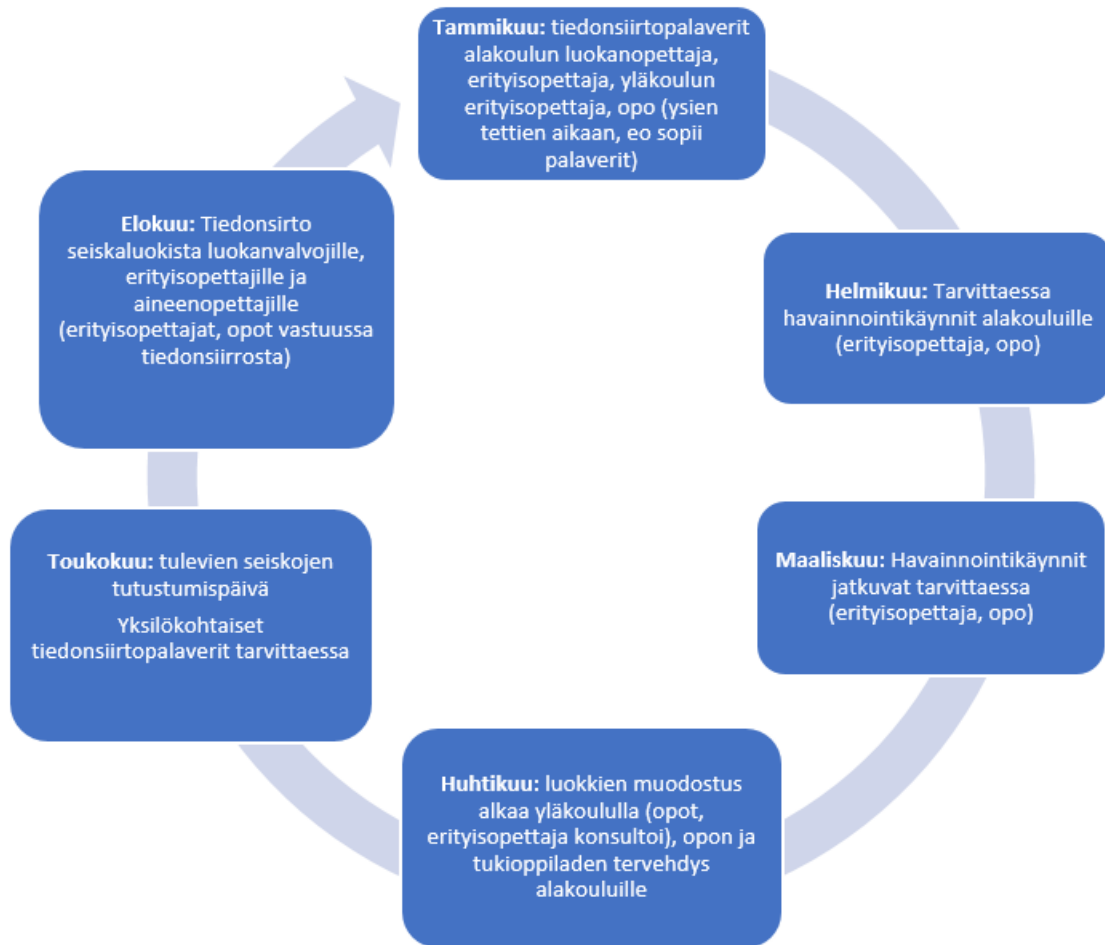 Tammikuu: tiedonsiirtopalaverit
alakoulun luokanopettaja,
erityisopettaja, yläkoulun
erityisopettaja, opo (ysien
tettien aikaan, eo sopii
palaverit)
Helmikuu: Tarvittaessa
havainnointikäynnit alakouluille
(erityisopettaja, opo)
Maaliskuu: Havainnointikäynnit
jatkuvat tarvittaessa
(erityisopettaja, opo)
Huhtikuu: luokkien muodostus
alkaa yläkoululla (opot,
erityisopettaja konsultoi), opon ja
tukioppiladen tervehdys
alakouluille
Toukokuu: tulevien seiskojen
tutustumispäivä
Yksilökohtaiset
tiedonsiirtopalaverit tarvittaessa
Elokuu: Tiedonsirto
seiskaluokista luokanvalvojille,
erityisopettajille ja
aineenopettajille
(erityisopettajat, opot vastuussa
tiedonsiirrosta)